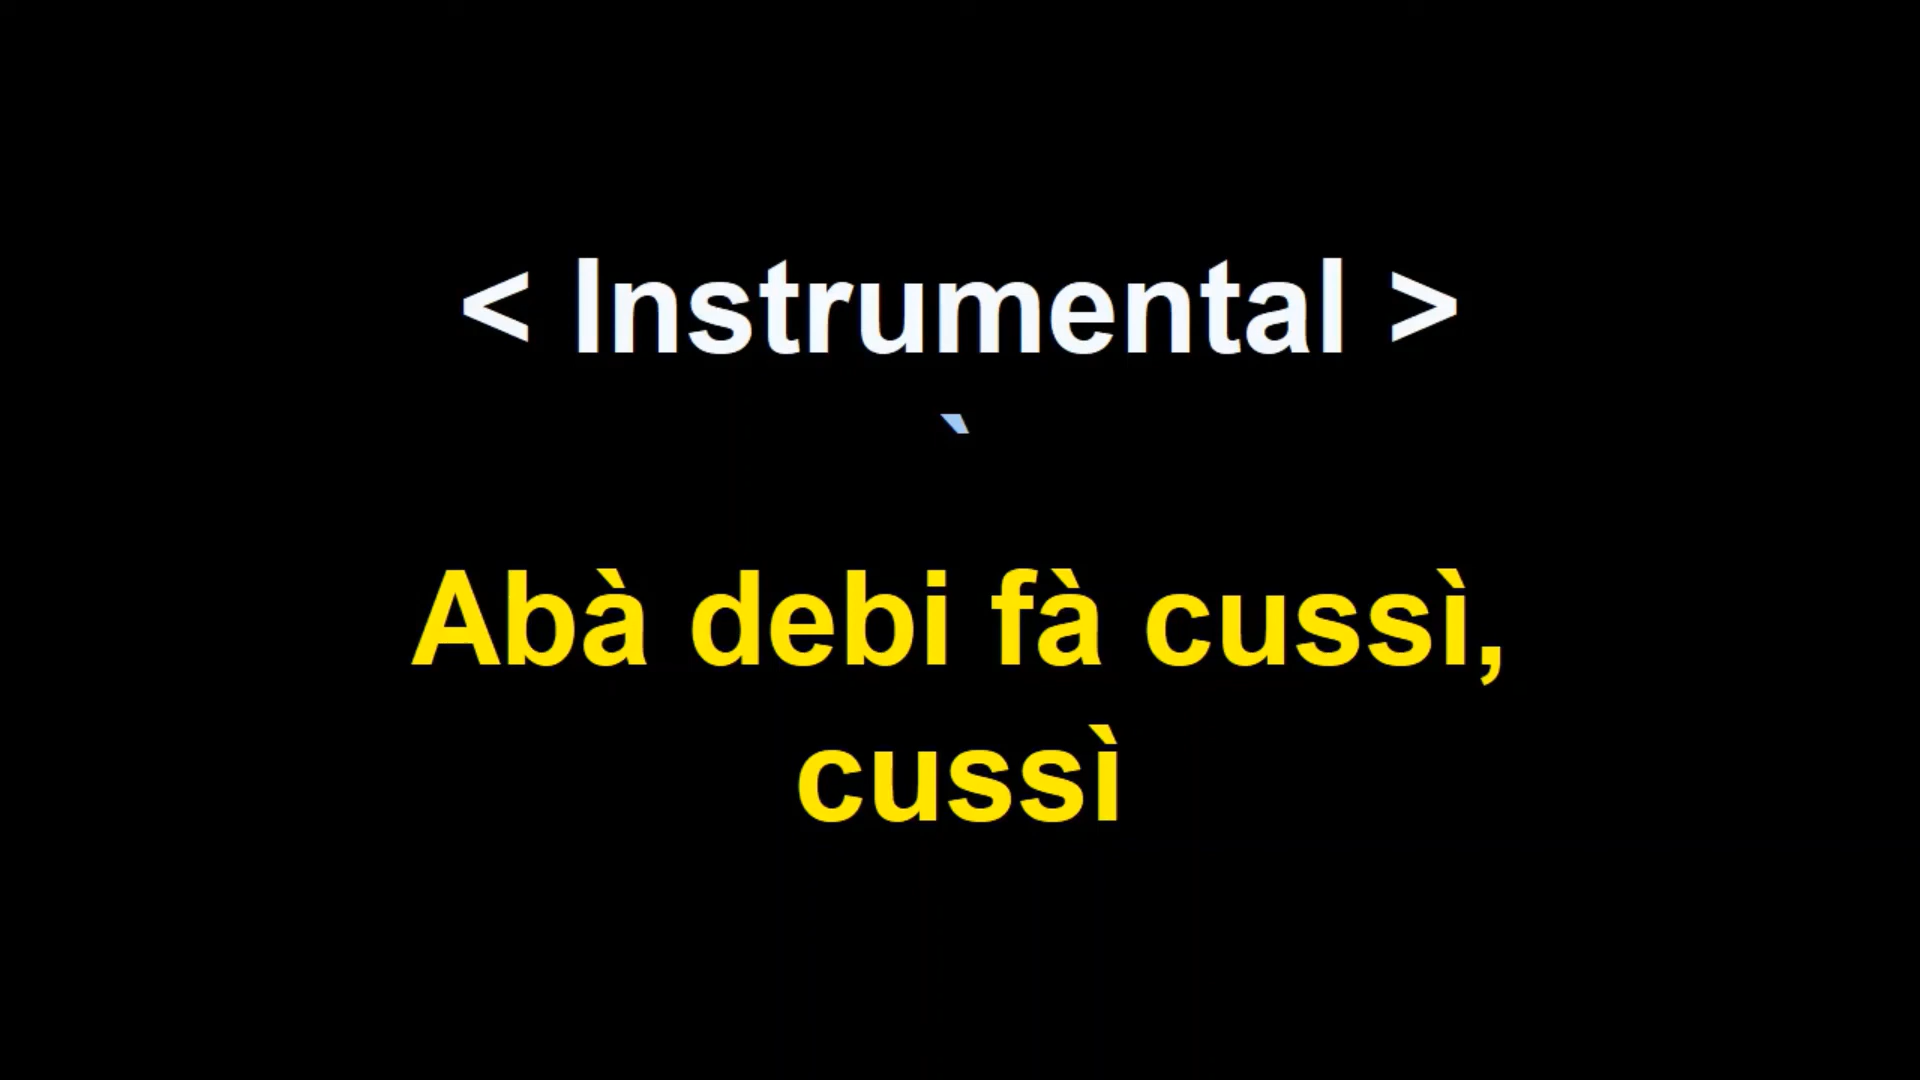 < Instrumental >
`
Abà debi fà cussì,
cussì